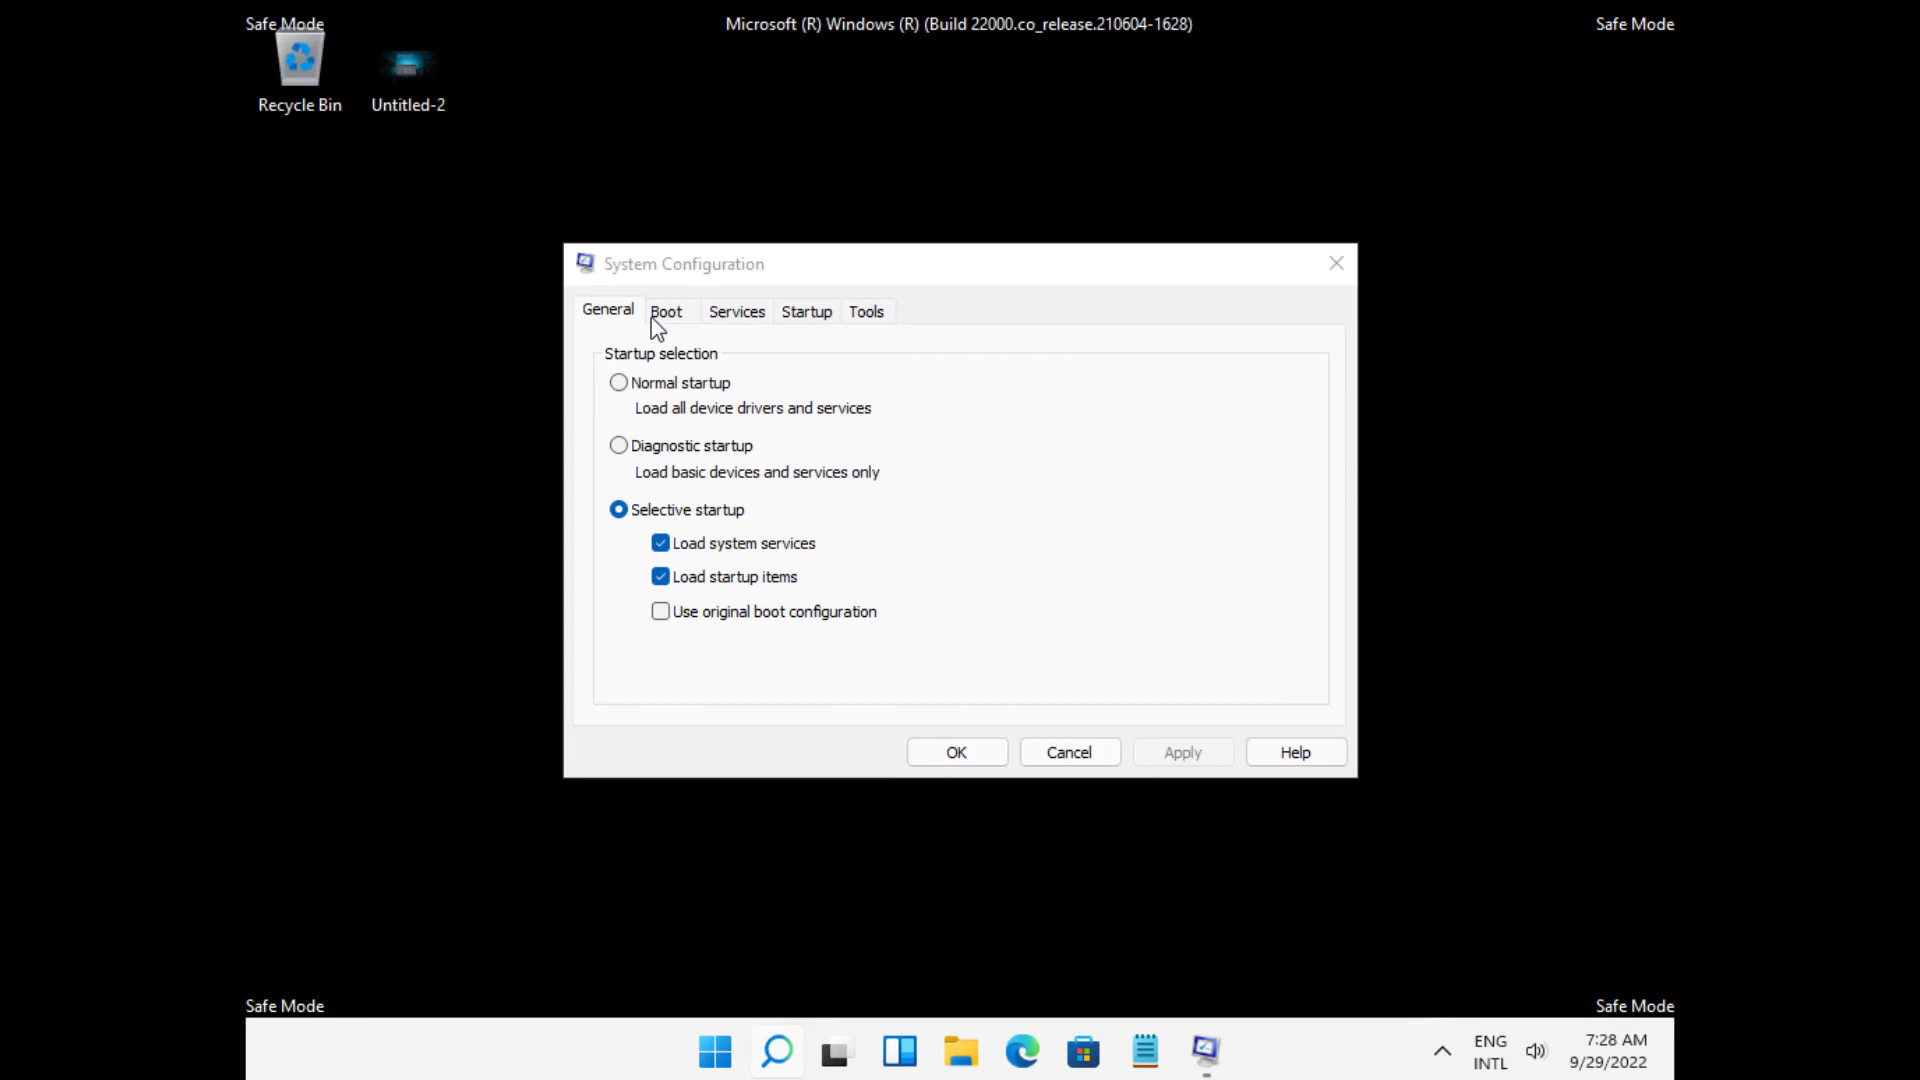 Safe Mode
Microsoft (R) Windows (R) (Build 22000.co_release.210604-1628)
Safe Mode
Recycle Bin
Untitled-2
System Configuration
General
Boot
Services
Startup
Tools
Startup selection
Normal startup
Load all device drivers and services
Diagnostic startup
Load basic devices and services only
Selective startup
Load system services
Load startup items
Use original boot configuration
OK
Cancel
Apply
Help
Safe Mode
Safe Mode
ENG
INTL
7:28 AM
9/29/2022